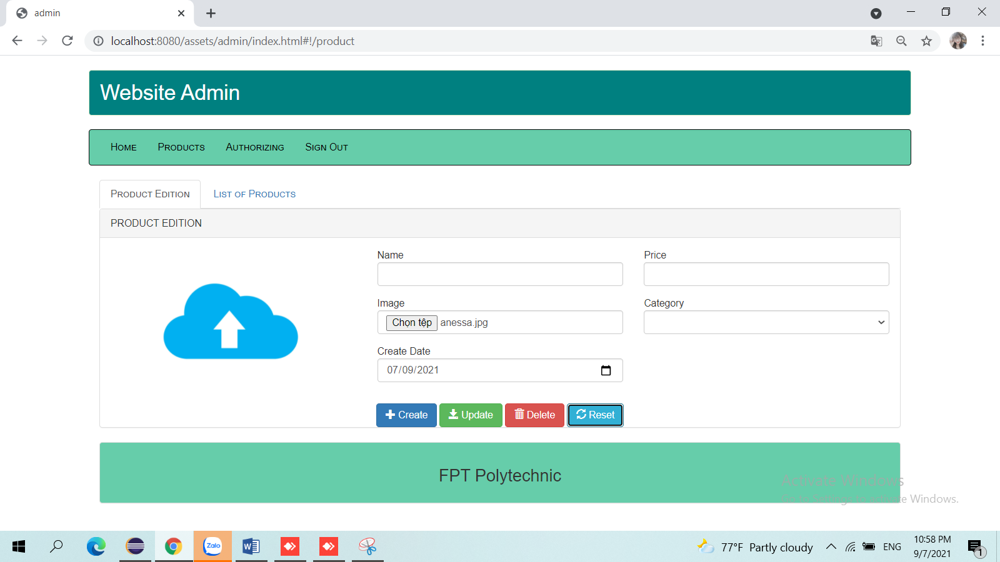 admin
localhost:8080/assets/admin/index.html#!/product
Website Admin
Home Products Authorizing Sign Out
Product Edition List of Products
PRODUCT EDITION
Name Price
Image Category
Chọn tệp anessa.jpg
Create Date
07/09/2021
Create Update Delete Reset
FPT Polytechnic
Activate Windows
Go to Settings to activate Windows.
Zalo
77°F Partly cloudy
ENG
10:58 PM
9/7/2021
1